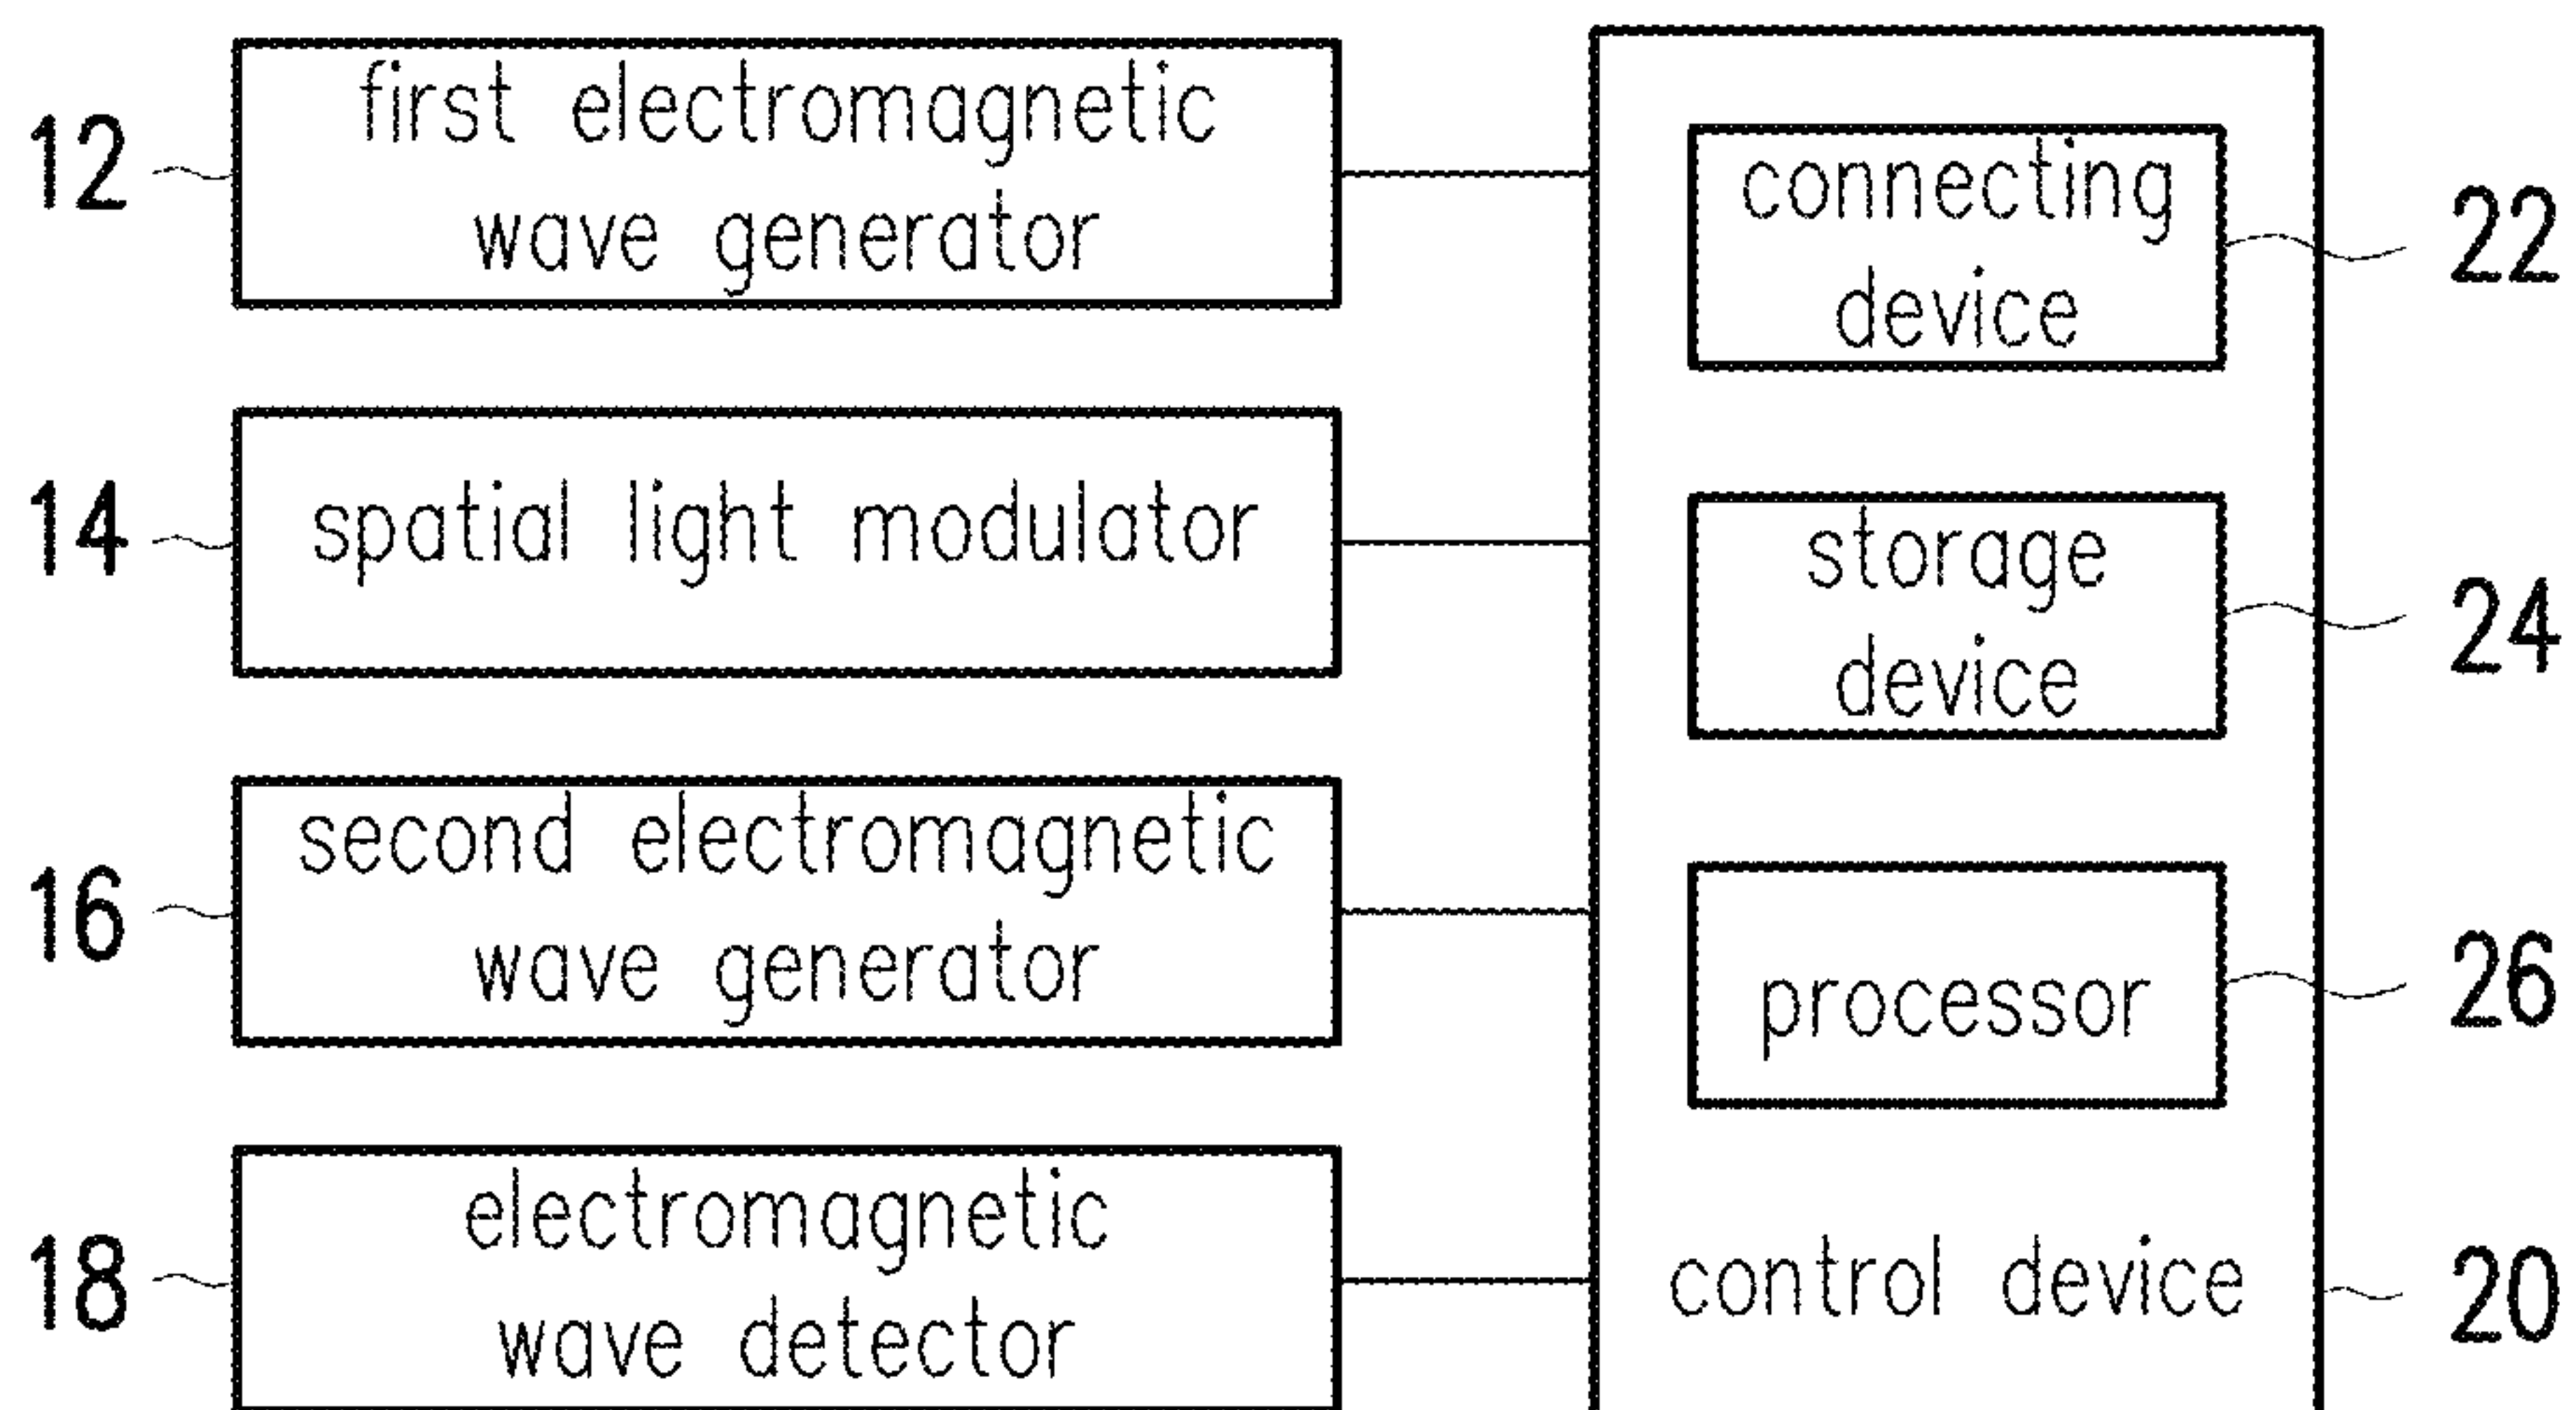 12
first electromagnetic
wave generator
14
spatial light modulator
16
second electromagnetic
wave generator
18
electromagnetic
wave detector
connecting
device
22
storage
device
24
processor
26
control device
20